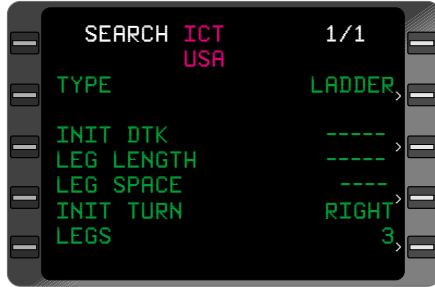 SEARCH ICT 1/1
USA
TYPE LADDER
INIT DTK -----
LEG LENGTH -----
LEG SPACE ----
INIT TURN RIGHT
LEGS 3